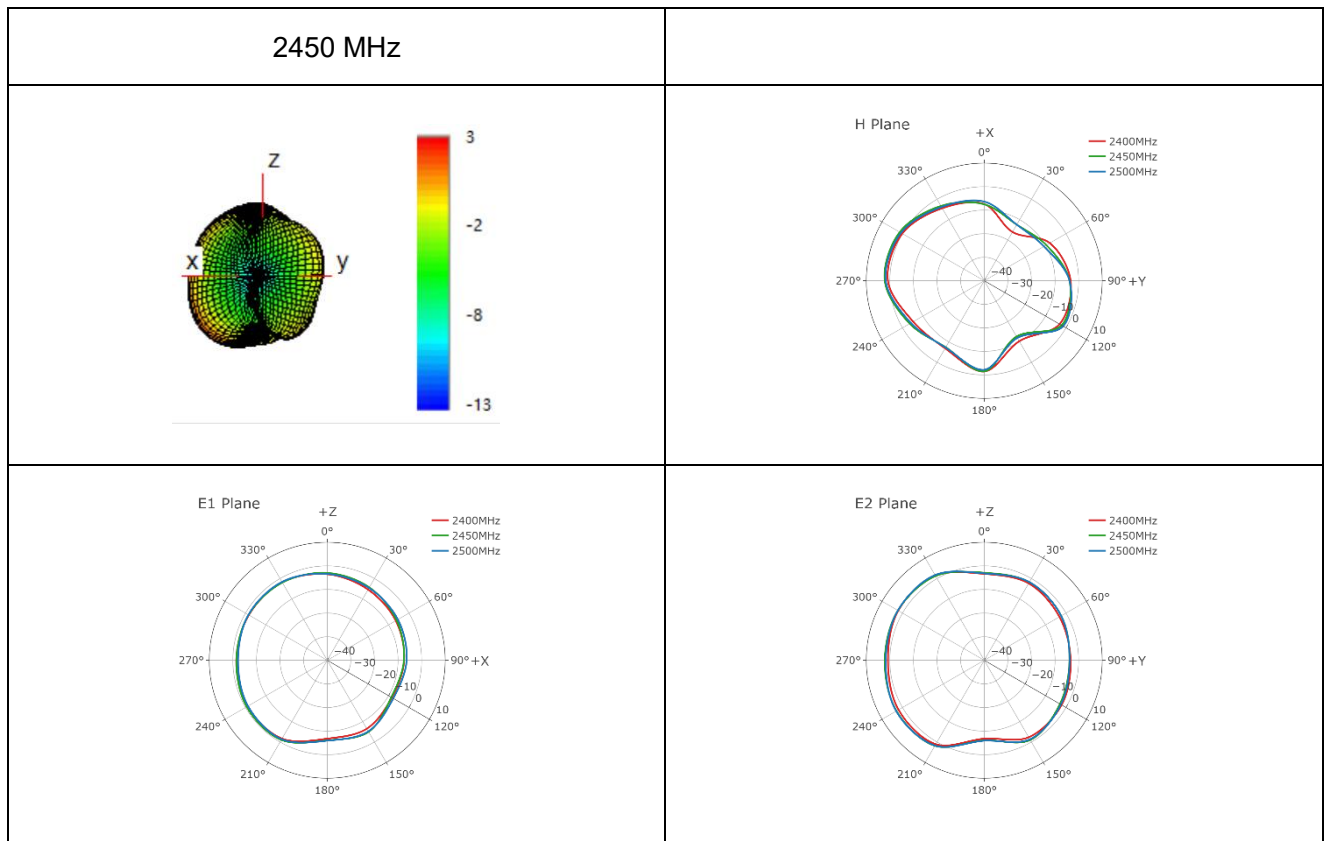 2450 MHz
3
-2
-8
-13
z
x
y
H Plane
+X
0°
30°
60°
90° +Y
120°
150°
180°
210°
240°
270°
300°
330°
−40
−30
−20
−10
0
10
2400MHz
2450MHz
2500MHz
E1 Plane
+Z
0°
30°
60°
90° +X
120°
150°
180°
210°
240°
270°
300°
330°
−40
−30
−20
−10
0
10
2400MHz
2450MHz
2500MHz
E2 Plane
+Z
0°
30°
60°
90° +Y
120°
150°
180°
210°
240°
270°
300°
330°
−40
−30
−20
−10
0
10
2400MHz
2450MHz
2500MHz